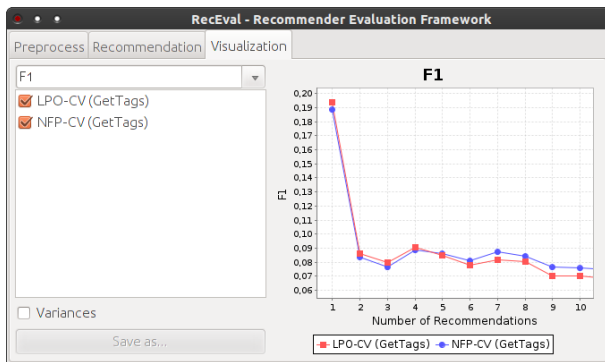 RecEval - Recommender Evaluation Framework
Preprocess Recommendation Visualization
F1
LPO-CV (GetTags)
NFP-CV (GetTags)
Variances
Save as...
F1
F1
0,20
0,19
0,18
0,17
0,16
0,15
0,14
0,13
0,12
0,11
0,10
0,09
0,08
0,07
0,06
1 2 3 4 5 6 7 8 9 10
Number of Recommendations
LPO-CV (GetTags) NFP-CV (GetTags)